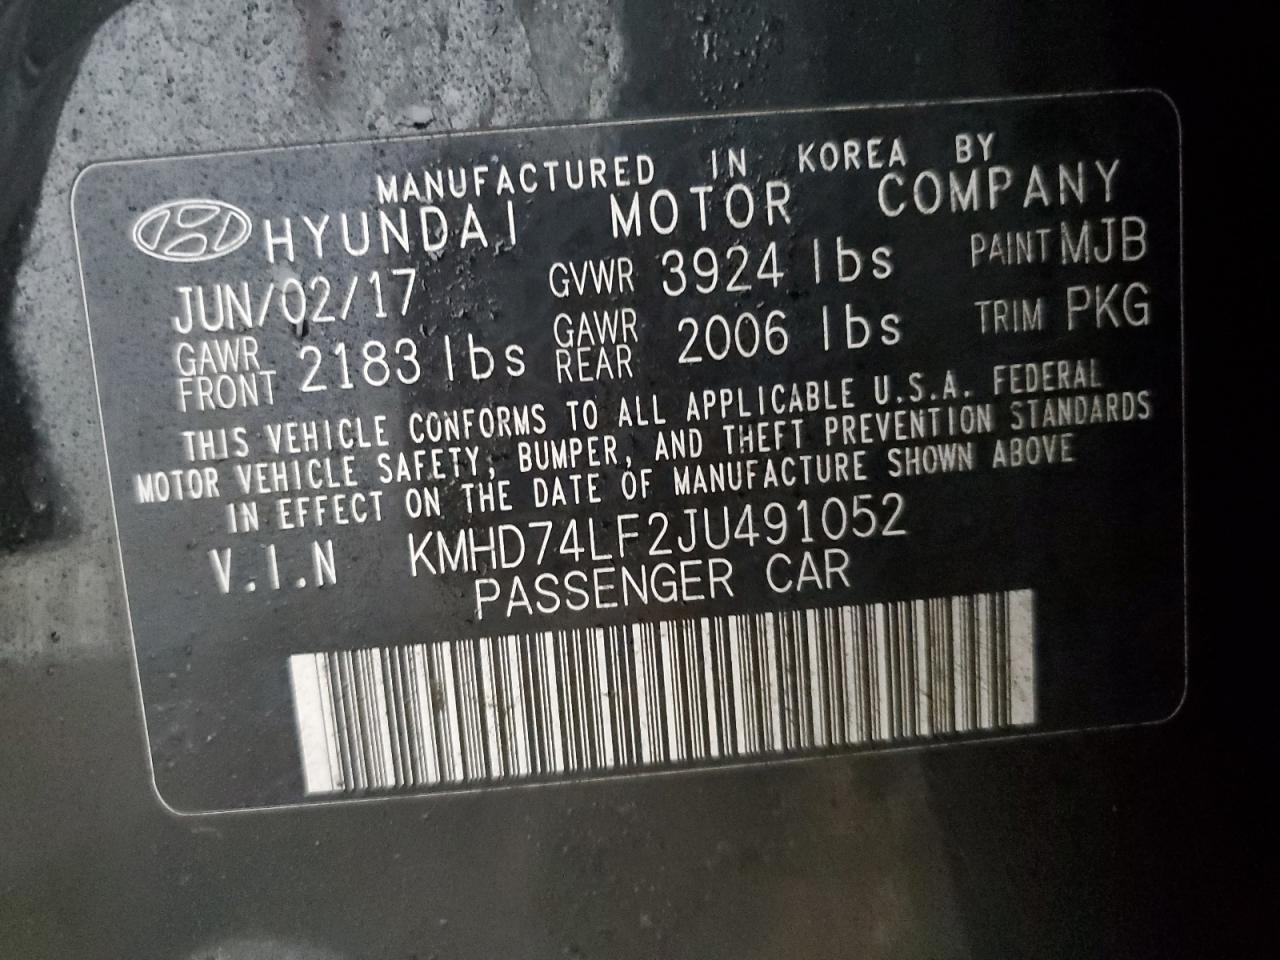 MANUFACTURED IN KOREA BY
HYUNDAI MOTOR COMPANY
JUN/02/17 GVWR 3924 lbs PAINT MJB
GAWR FRONT 2183 lbs GAWR REAR 2006 lbs TRIM PKG
THIS VEHICLE CONFORMS TO ALL APPLICABLE U.S.A. FEDERAL
MOTOR VEHICLE SAFETY, BUMPER, AND THEFT PREVENTION STANDARDS
IN EFFECT ON THE DATE OF MANUFACTURE SHOWN ABOVE
V.I.N KMHD74LF2JU491052
PASSENGER CAR